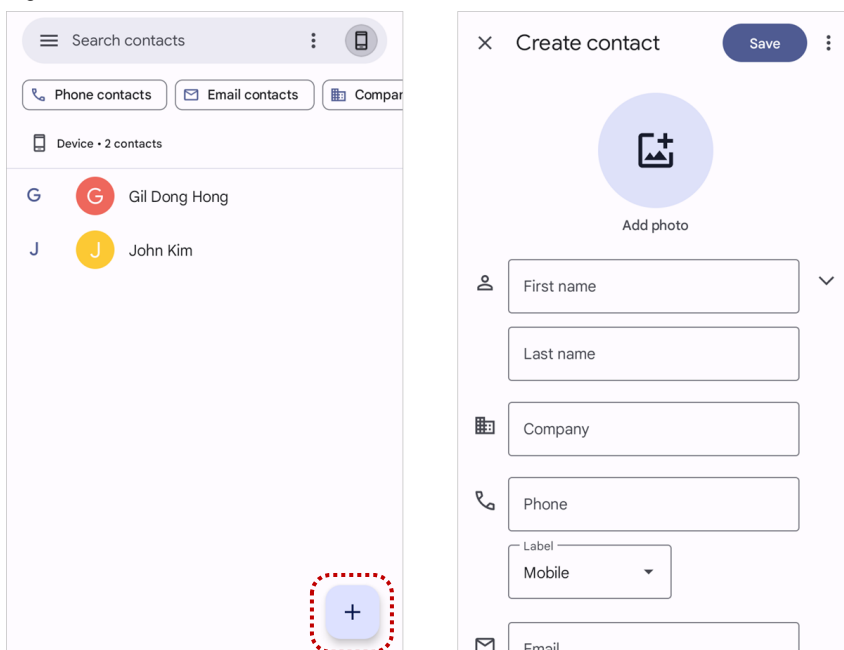 Search contacts
Phone contacts
Email contacts
Compar
Device • 2 contacts
G
G
Gil Dong Hong
J
J
John Kim
+
Create contact
Save
Add photo
First name
Last name
Company
Phone
Label
Mobile
Email